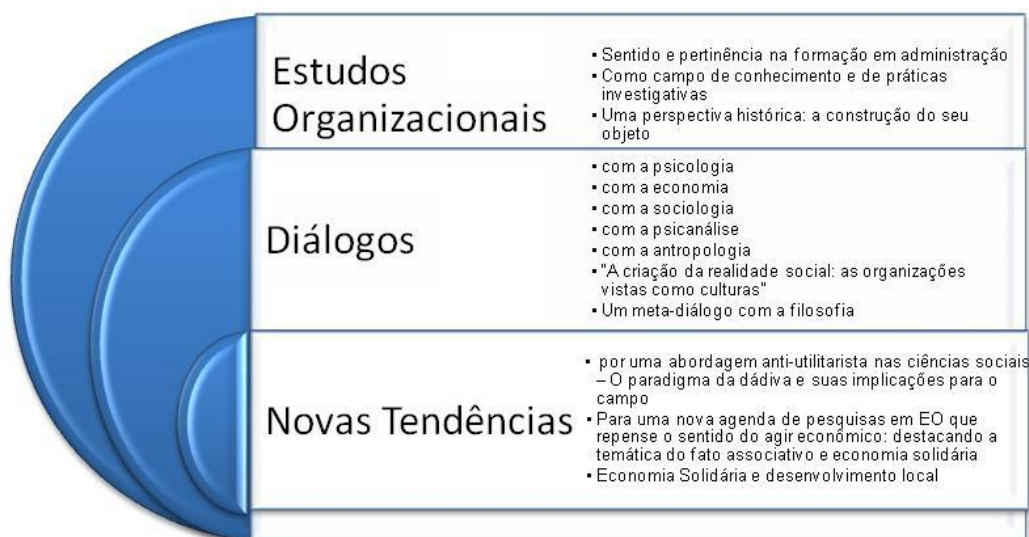 Estudos
Organizacionais
▪ Sentido e pertinência na formação em administração
▪ Como campo de conhecimento e de práticas
investigativas
▪ Uma perspectiva histórica: a construção do seu
objeto
Diálogos
▪ com a psicologia
▪ com a economia
▪ com a sociologia
▪ com a psicanálise
▪ com a antropologia
▪ "A criação da realidade social: as organizações
vistas como culturas"
▪ Um meta-diálogo com a filosofia
Novas Tendências
▪ por uma abordagem anti-utilitarista nas ciências sociais
– O paradigma da dádiva e suas implicações para o
campo
▪ Para uma nova agenda de pesquisas em EO que
repense o sentido do agir econômico: destacando a
temática do fato associativo e economia solidária
▪ Economia Solidária e desenvolvimento local